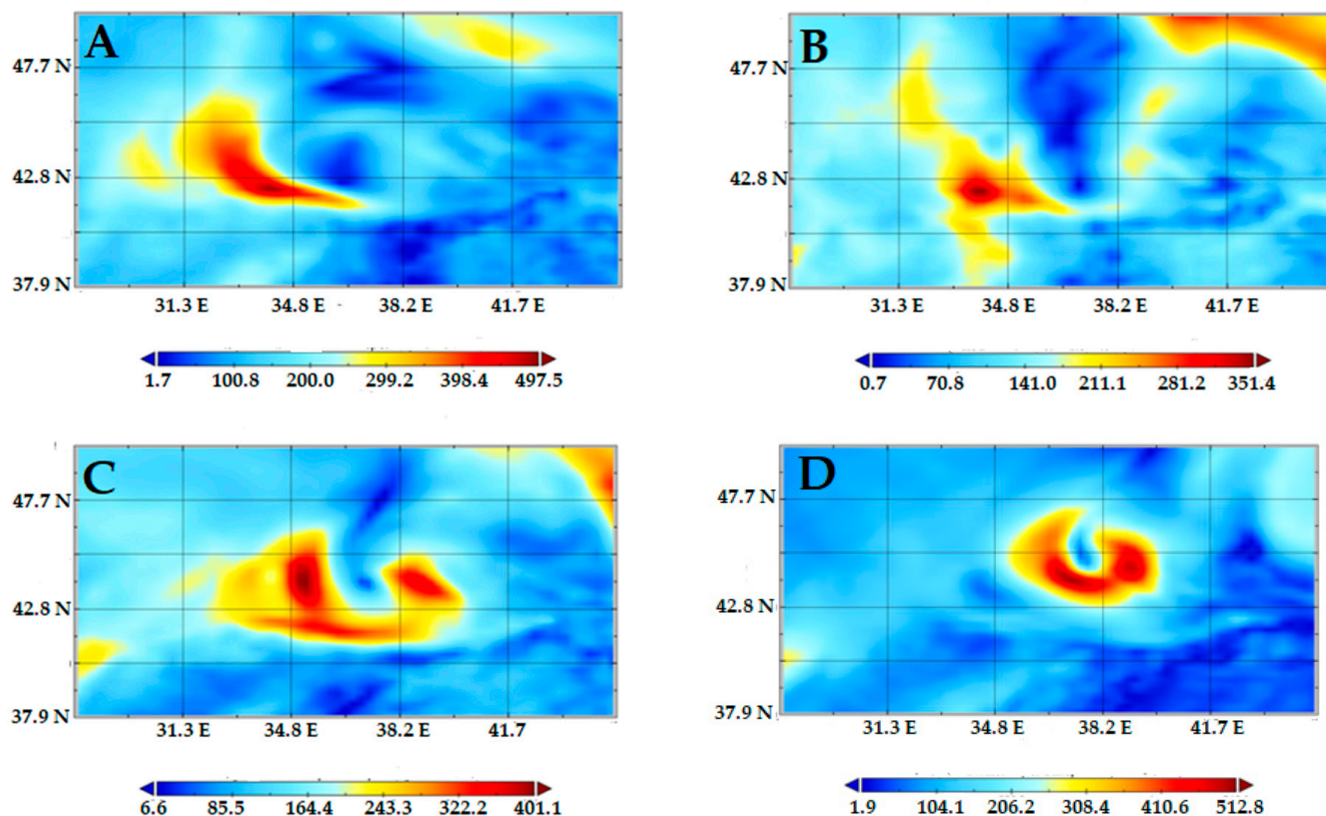 A
47.7 N
42.8 N
37.9 N
31.3 E 34.8 E 38.2 E 41.7 E
1.7 100.8 200.0 299.2 398.4 497.5
B
47.7 N
42.8 N
37.9 N
31.3 E 34.8 E 38.2 E 41.7 E
0.7 70.8 141.0 211.1 281.2 351.4
C
47.7 N
42.8 N
37.9 N
31.3 E 34.8 E 38.2 E 41.7
6.6 85.5 164.4 243.3 322.2 401.1
D
47.7 N
42.8 N
37.9 N
31.3 E 34.8 E 38.2 E 41.7 E
1.9 104.1 206.2 308.4 410.6 512.8